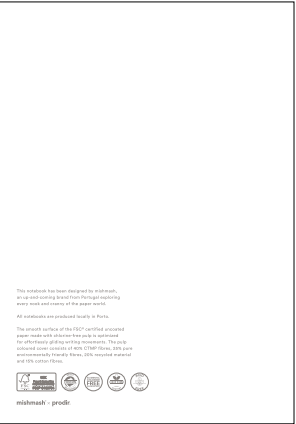 This notebook has been designed by mishmash,
an up-and-coming brand from Portugal exploring
every nook and cranny of the paper world.
All notebooks are produced locally in Porto.
The smooth surface of the FSC® certified uncoated
paper made with chlorine-free pulp is optimized
for effortlessly gliding writing movements. The pulp
coloured cover consists of 40% CTMP fibres, 25% pure
environmentally friendly fibres, 20% recycled material
and 15% cotton fibres.
FSC
FREE
mishmash × prodir